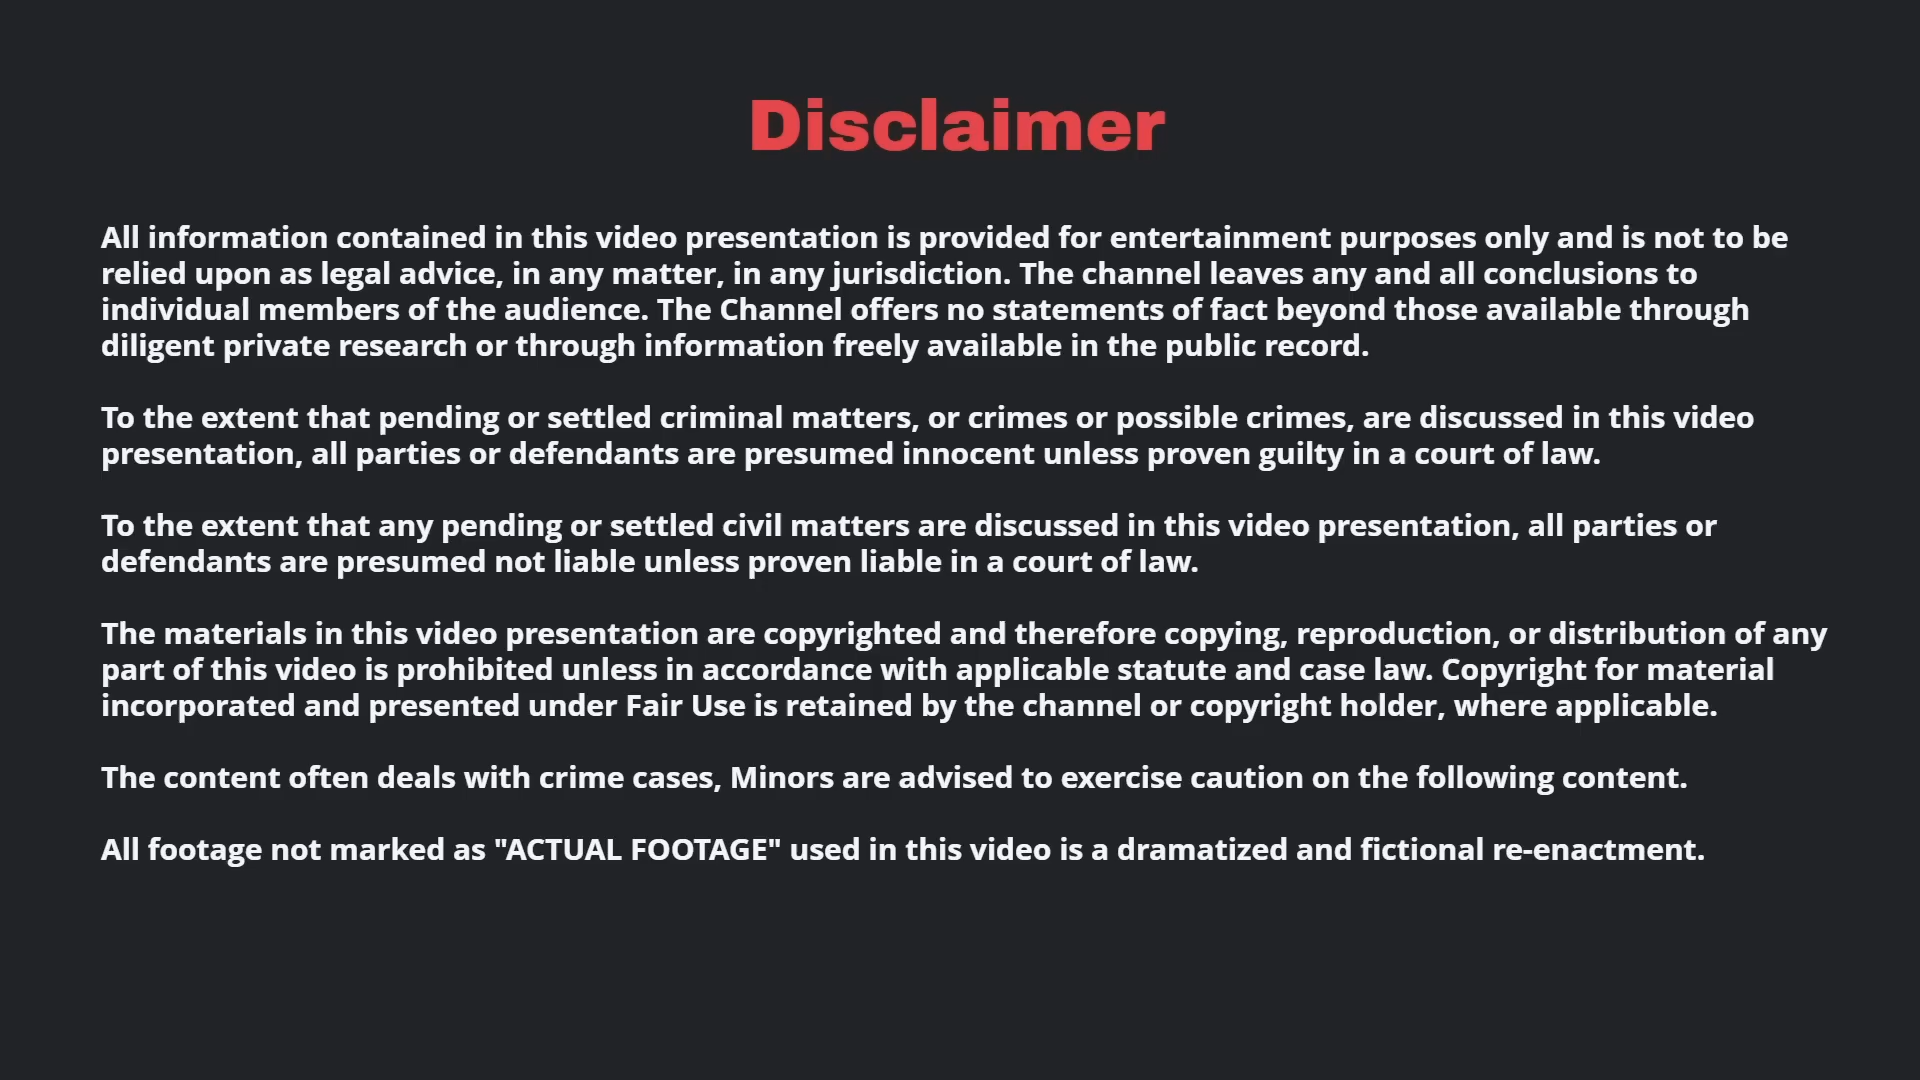 Disclaimer
All information contained in this video presentation is provided for entertainment purposes only and is not to be
relied upon as legal advice, in any matter, in any jurisdiction. The channel leaves any and all conclusions to
individual members of the audience. The Channel offers no statements of fact beyond those available through
diligent private research or through information freely available in the public record.
To the extent that pending or settled criminal matters, or crimes or possible crimes, are discussed in this video
presentation, all parties or defendants are presumed innocent unless proven guilty in a court of law.
To the extent that any pending or settled civil matters are discussed in this video presentation, all parties or
defendants are presumed not liable unless proven liable in a court of law.
The materials in this video presentation are copyrighted and therefore copying, reproduction, or distribution of any
part of this video is prohibited unless in accordance with applicable statute and case law. Copyright for material
incorporated and presented under Fair Use is retained by the channel or copyright holder, where applicable.
The content often deals with crime cases, Minors are advised to exercise caution on the following content.
All footage not marked as "ACTUAL FOOTAGE" used in this video is a dramatized and fictional re-enactment.